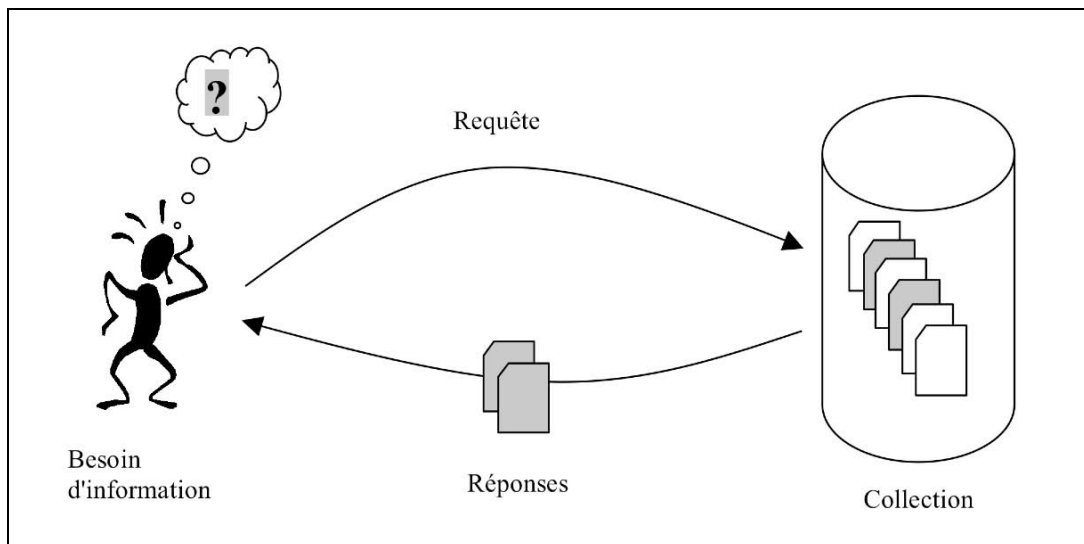 ?
Requête
Besoin
d'information
Réponses
Collection